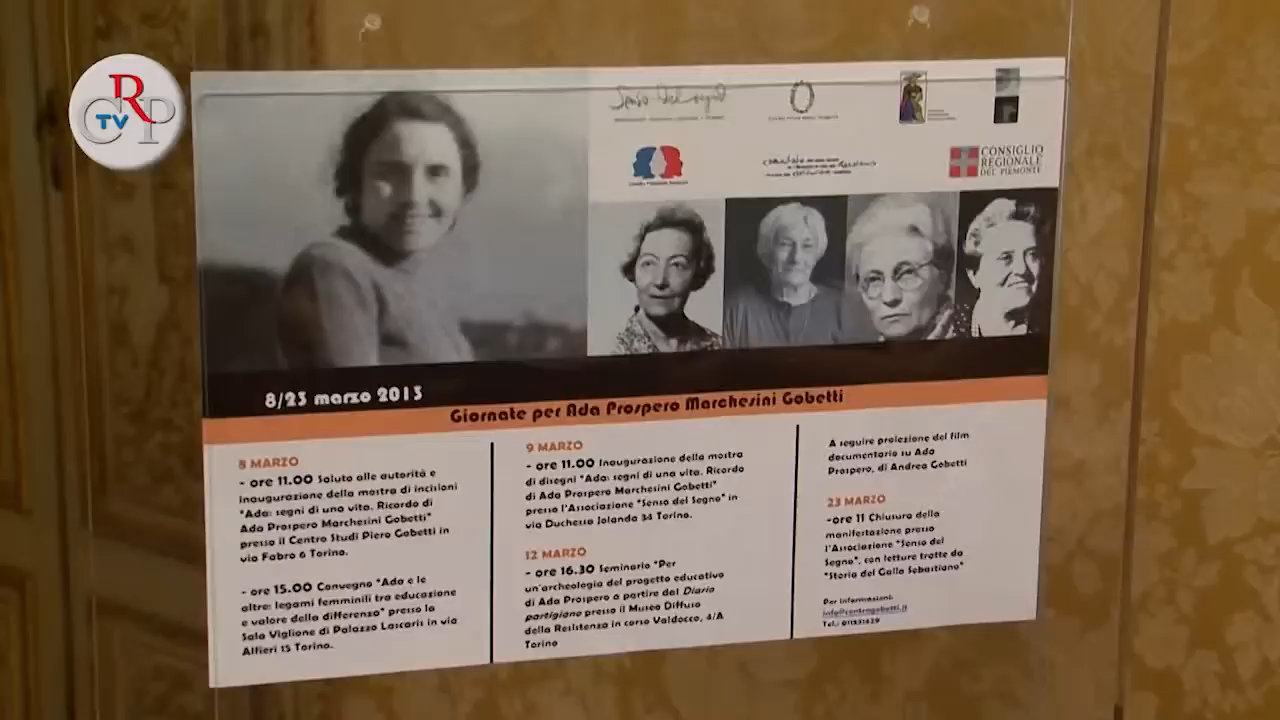 CRP
TV
CONSIGLIO
REGIONALE
DEL PIEMONTE
8/23 marzo 2013
Giornate per Ada Prospero Marchesini Gobetti
8 MARZO
- ore 11.00 Saluto alle autorità e
inaugurazione della mostra di incisioni
"Ada: segni di una vita. Ricordo di
Ada Prospero Marchesini Gobetti"
presso il Centro Studi Piero Gobetti in
via Fabro 6 Torino.
- ore 15.00 Convegno "Ada e le
altre: legami femminili tra educazione
e valore della differenza" presso la
Sala Viglione di Palazzo Lascaris in via
Alfieri 15 Torino.
9 MARZO
- ore 11.00 Inaugurazione della mostra
di disegni "Ada: segni di una vita. Ricordo
di Ada Prospero Marchesini Gobetti"
presso l'Associazione "Senso del Segno" in
via Duchessa Jolanda 34 Torino.
12 MARZO
- ore 16.30 Seminario "Per
un'archeologia del progetto educativo
di Ada Prospero a partire dal Diario
partigiano presso il Museo Diffuso
della Resistenza in corso Valdocco, 4/A
Torino
A seguire proiezione del film
documentario su Ada
Prospero, di Andrea Gobetti
23 MARZO
-ore 11 Chiusura della
manifestazione presso
l'Associazione "Senso del
Segno", con letture tratte da
"Storia del Gallo Sebastiano"
Per informazioni:
info@centrogobetti.it
Tel.: 011531429